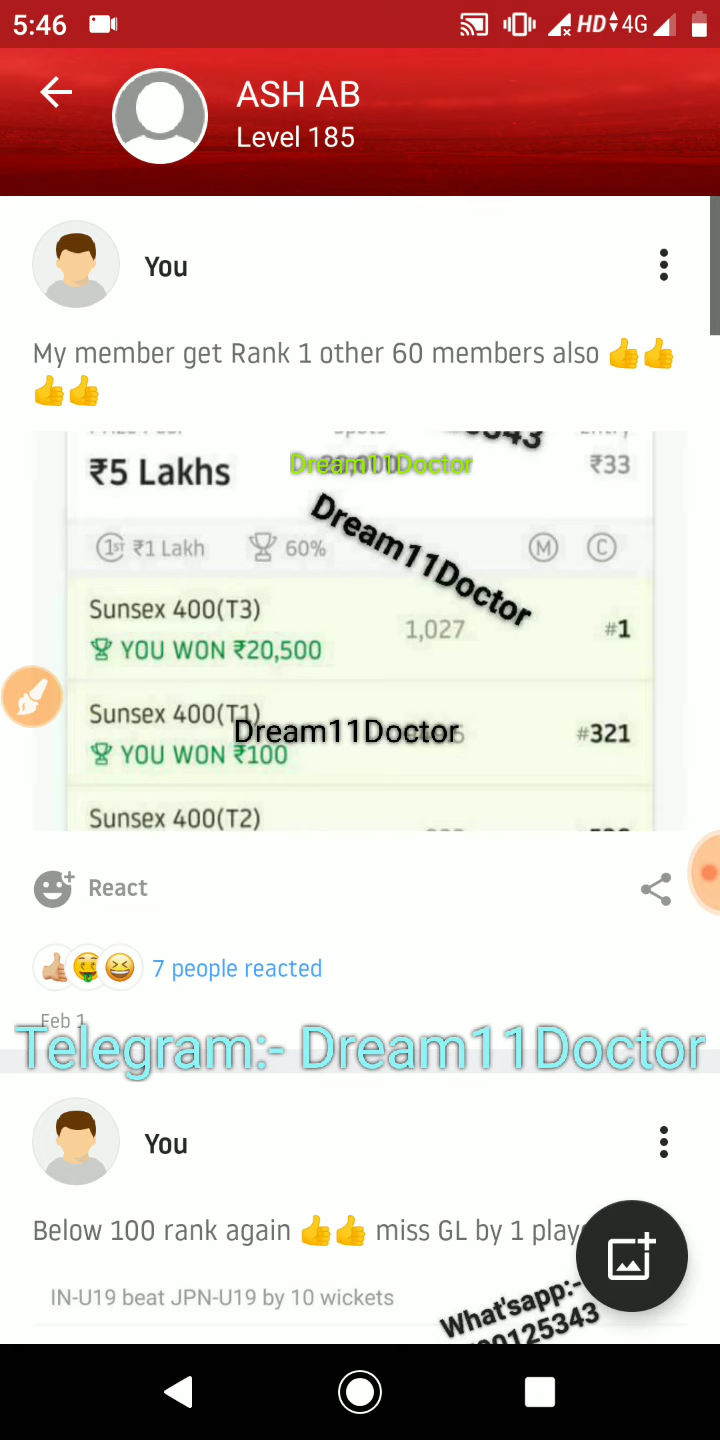 5:46
HD 4G
ASH AB
Level 185
You
My member get Rank 1 other 60 members also 👍👍
👍👍
₹5 Lakhs
Dream11Doctor
₹33
Dream11Doctor
1ST ₹1 Lakh
60%
M
C
Sunsex 400(T3)
YOU WON ₹20,500
1,027
#1
Sunsex 400(T1)
Dream11Doctor
YOU WON ₹100
#321
Sunsex 400(T2)
React
7 people reacted
Feb 1
Telegram:- Dream11Doctor
You
Below 100 rank again 👍👍 miss GL by 1
IN-U19 beat JPN-U19 by 10 wickets
What'sapp:-